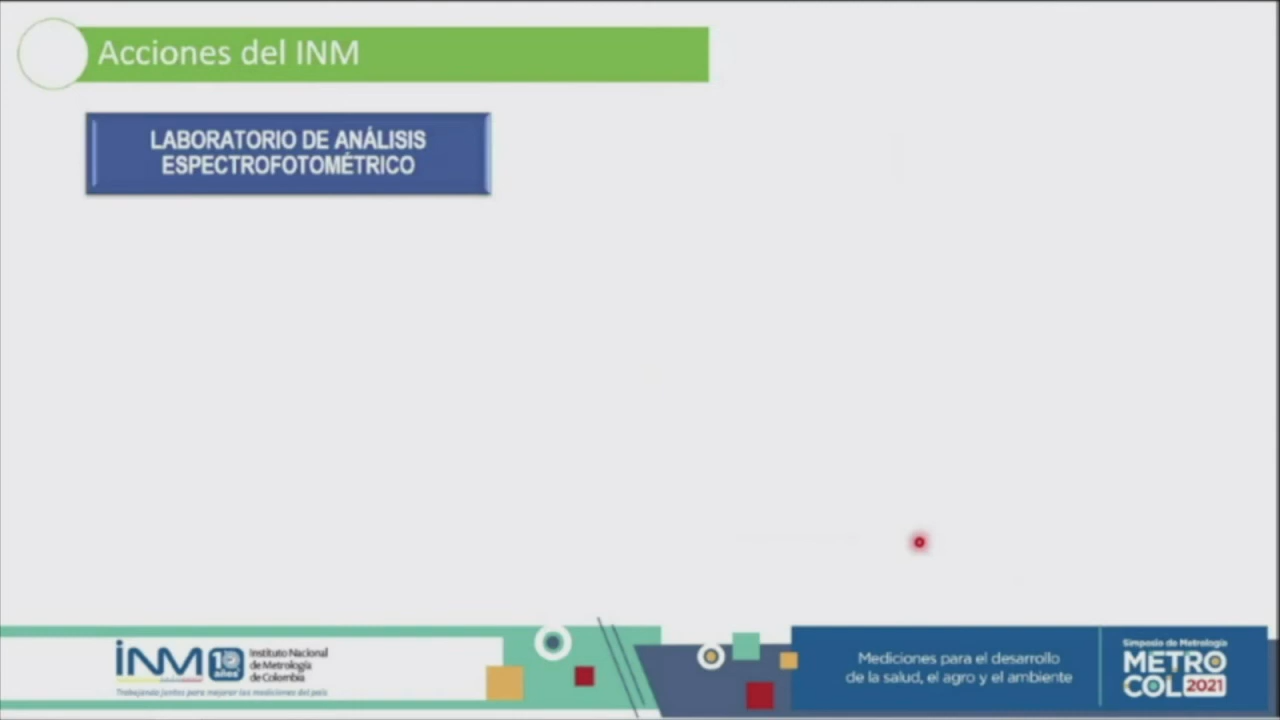 Acciones del INM
LABORATORIO DE ANÁLISIS
ESPECTROFOTOMÉTRICO
iNM
10
años
Instituto Nacional
de Metrología
de Colombia
Trabajando juntos para mejorar las mediciones del país
Mediciones para el desarrollo
de la salud, el agro y el ambiente
Simposio de Metrología
METRO
COL 2021